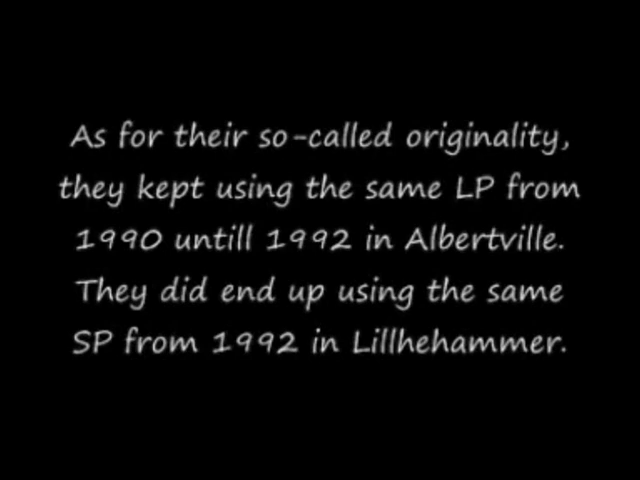 As for their so-called originality,
they kept using the same LP from
1990 untill 1992 in Albertville.
They did end up using the same
SP from 1992 in Lillhehammer.